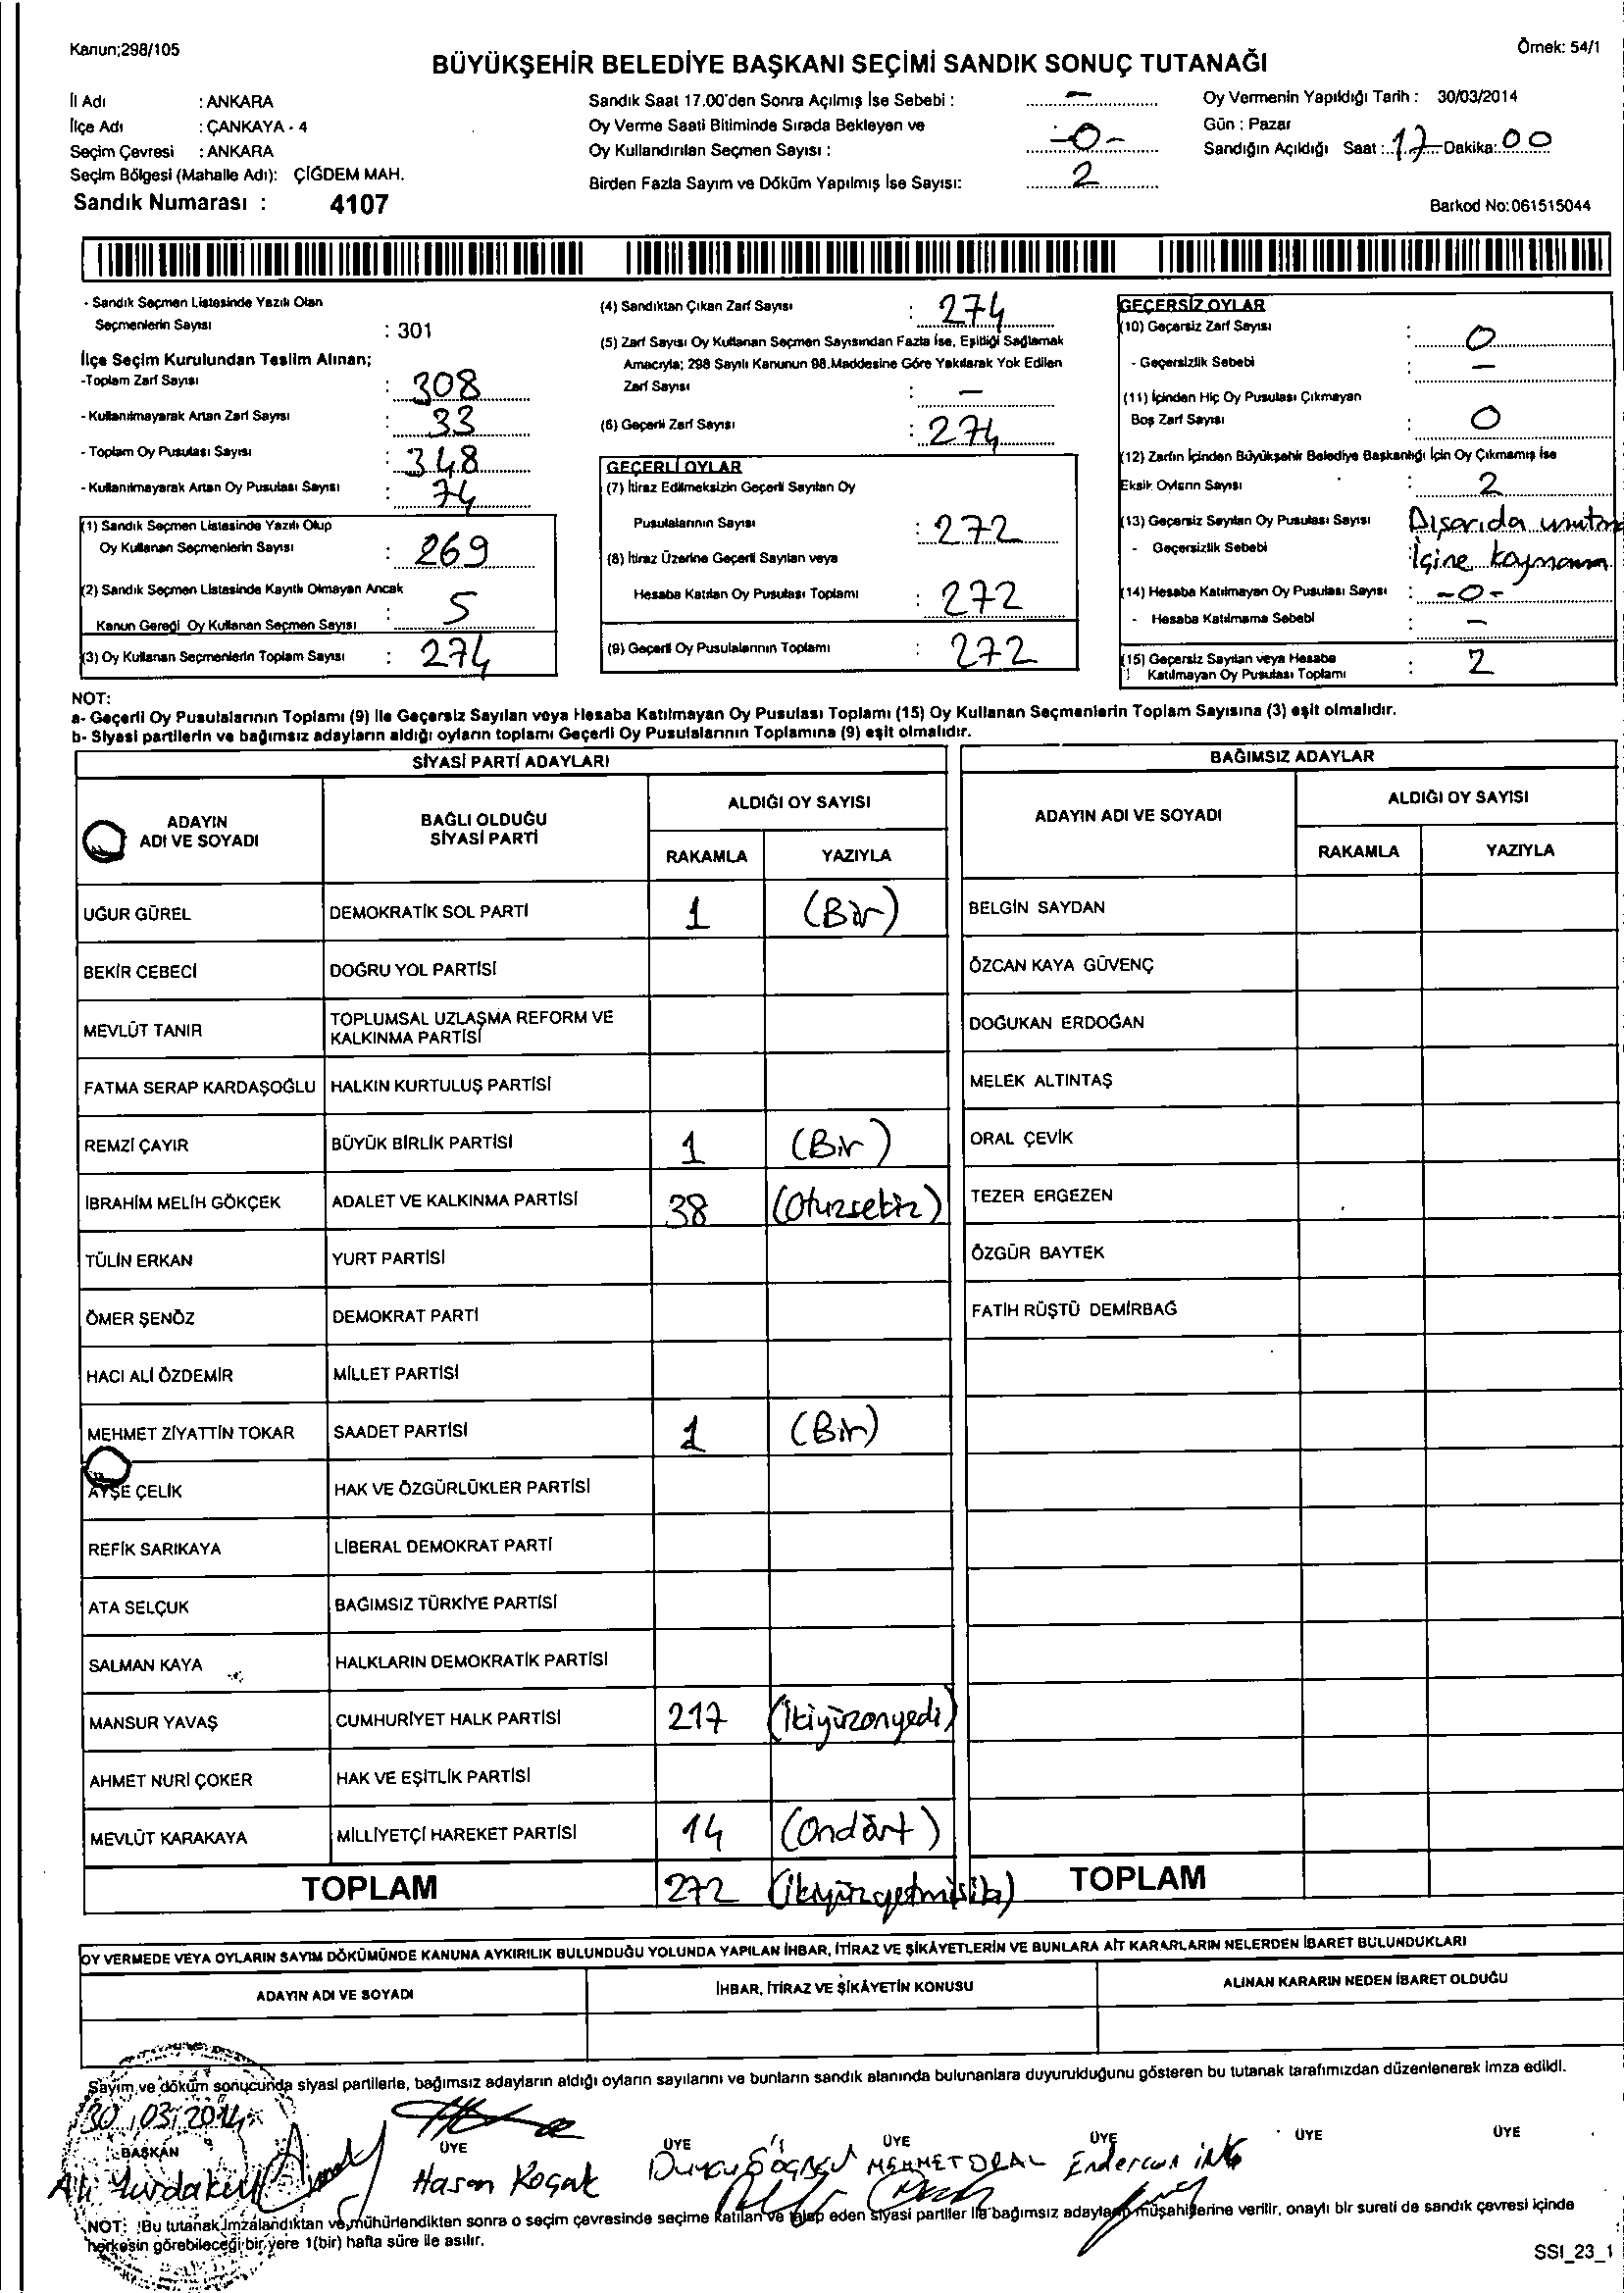 Kanun;298/105
Örnek: 54/1
BÜYÜKŞEHİR BELEDİYE BAŞKANI SEÇİMİ SANDIK SONUÇ TUTANAĞI
İl Adı : ANKARA
İlçe Adı : ÇANKAYA - 4
Seçim Çevresi : ANKARA
Seçim Bölgesi (Mahalle Adı): ÇİĞDEM MAH.
Sandık Numarası : 4107
Sandık Saat 17.00'den Sonra Açılmış İse Sebebi : -
Oy Verme Saati Bitiminde Sırada Bekleyen ve
Oy Kullandırılan Seçmen Sayısı : -0-
Birden Fazla Sayım ve Döküm Yapılmış İse Sayısı: 2
Oy Vermenin Yapıldığı Tarih : 30/03/2014
Gün : Pazar
Sandığın Açıldığı Saat : 17 Dakika: 00
Barkod No:061515044
- Sandık Seçmen Listesinde Yazılı Olan
Seçmenlerin Sayısı : 301
İlçe Seçim Kurulundan Teslim Alınan;
-Toplam Zarf Sayısı : 308
- Kullanılmayarak Artan Zarf Sayısı : 33
- Toplam Oy Pusulası Sayısı : 348
- Kullanılmayarak Artan Oy Pusulası Sayısı : 74
(1) Sandık Seçmen Listesinde Yazılı Olup
Oy Kullanan Seçmenlerin Sayısı : 269
(2) Sandık Seçmen Listesinde Kayıtlı Olmayan Ancak
Kanun Gereği Oy Kullanan Seçmen Sayısı : 5
(3) Oy Kullanan Seçmenlerin Toplam Sayısı : 274
(4) Sandıktan Çıkan Zarf Sayısı : 274
(5) Zarf Sayısı Oy Kullanan Seçmen Sayısından Fazla İse, Eşitliği Sağlamak
Amacıyla; 298 Sayılı Kanunun 98.Maddesine Göre Yakılarak Yok Edilen
Zarf Sayısı : -
(6) Geçerli Zarf Sayısı : 274
GEÇERLİ OYLAR
(7) İtiraz Edilmeksizin Geçerli Sayılan Oy
Pusulalarının Sayısı : 272
(8) İtiraz Üzerine Geçerli Sayılan veya
Hesaba Katılan Oy Pusulası Toplamı : 272
(9) Geçerli Oy Pusulalarının Toplamı : 272
GEÇERSİZ OYLAR
(10) Geçersiz Zarf Sayısı : 0
- Geçersizlik Sebebi : -
(11) İçinden Hiç Oy Pusulası Çıkmayan
Boş Zarf Sayısı : 0
(12) Zarfın İçinden Büyükşehir Belediye Başkanlığı İçin Oy Çıkmamış ise
Eksik Oyların Sayısı : 2
(13) Geçersiz Sayılan Oy Pusulası Sayısı Dışarıda
- Geçersizlik Sebebi : İçine
(14) Hesaba Katılmayan Oy Pusulası Sayısı : -0-
- Hesaba Katılmama Sebebi : -
(15) Geçersiz Sayılan veya Hesaba
Katılmayan Oy Pusulası Toplamı : 2
NOT:
a- Geçerli Oy Pusulalarının Toplamı (9) ile Geçersiz Sayılan veya Hesaba Katılmayan Oy Pusulası Toplamı (15) Oy Kullanan Seçmenlerin Toplam Sayısına (3) eşit olmalıdır.
b- Siyasi partilerin ve bağımsız adayların aldığı oyların toplamı Geçerli Oy Pusulalarının Toplamına (9) eşit olmalıdır.
SİYASİ PARTİ ADAYLARI
ADAYIN
ADI VE SOYADI
BAĞLI OLDUĞU
SİYASİ PARTİ
ALDIĞI OY SAYISI
RAKAMLA YAZIYLA
UĞUR GÜREL DEMOKRATİK SOL PARTİ 1 (Bir)
BEKİR CEBECİ DOĞRU YOL PARTİSİ
MEVLÜT TANIR TOPLUMSAL UZLAŞMA REFORM VE
KALKINMA PARTİSİ
FATMA SERAP KARDAŞOĞLU HALKIN KURTULUŞ PARTİSİ
REMZİ ÇAYIR BÜYÜK BİRLİK PARTİSİ 1 (Bir)
İBRAHİM MELİH GÖKÇEK ADALET VE KALKINMA PARTİSİ 38 (Otuzsekiz)
TÜLİN ERKAN YURT PARTİSİ
ÖMER ŞENÖZ DEMOKRAT PARTİ
HACI ALİ ÖZDEMİR MİLLET PARTİSİ
MEHMET ZİYATTİN TOKAR SAADET PARTİSİ 1 (Bir)
AYŞE ÇELİK HAK VE ÖZGÜRLÜKLER PARTİSİ
REFİK SARIKAYA LİBERAL DEMOKRAT PARTİ
ATA SELÇUK BAĞIMSIZ TÜRKİYE PARTİSİ
SALMAN KAYA HALKLARIN DEMOKRATİK PARTİSİ
MANSUR YAVAŞ CUMHURİYET HALK PARTİSİ 217 (İkiyüzonyedi)
AHMET NURİ ÇOKER HAK VE EŞİTLİK PARTİSİ
MEVLÜT KARAKAYA MİLLİYETÇİ HAREKET PARTİSİ 14 (Ondört)
TOPLAM 272 (ikiyüzyetmişiki)
BAĞIMSIZ ADAYLAR
ADAYIN ADI VE SOYADI
ALDIĞI OY SAYISI
RAKAMLA YAZIYLA
BELGİN SAYDAN
ÖZCAN KAYA GÜVENÇ
DOĞUKAN ERDOĞAN
MELEK ALTINTAŞ
ORAL ÇEVİK
TEZER ERGEZEN
ÖZGÜR BAYTEK
FATİH RÜŞTÜ DEMİRBAĞ
TOPLAM
OY VERMEDE VEYA OYLARIN SAYIM DÖKÜMÜNDE KANUNA AYKIRILIK BULUNDUĞU YOLUNDA YAPILAN İHBAR, İTİRAZ VE ŞİKÂYETLERİN VE BUNLARA AİT KARARLARIN NELERDEN İBARET BULUNDUKLARI
ADAYIN ADI VE SOYADI İHBAR, İTİRAZ VE ŞİKÂYETİN KONUSU ALINAN KARARIN NEDEN İBARET OLDUĞU
Sayım ve döküm sonucunda siyasi partilerle, bağımsız adayların aldığı oyların sayılarını ve bunların sandık alanında bulunanlara duyurulduğunu gösteren bu tutanak tarafımızdan düzenlenerek imza edildi.
30/03/2014
BAŞKAN ÜYE ÜYE ÜYE ÜYE ÜYE ÜYE
Ali Yurdakul Hasan Koçak MEHMET ORAL
NOT: Bu tutanak imzalandıktan ve mühürlendikten sonra o seçim çevresinde seçime katılan ve talep eden siyasi partiler ile bağımsız adayların müşahitlerine verilir, onaylı bir sureti de sandık çevresi içinde
herkesin görebileceği bir yere 1(bir) hafta süre ile asılır.
SSI_23_1